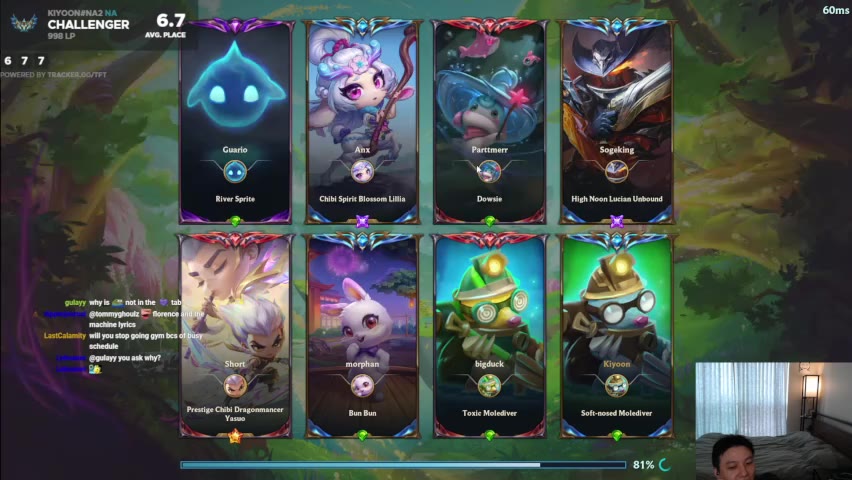 KIYOON#NA2 NA
CHALLENGER
998 LP
6.7
AVG. PLACE
60ms
6 7 7
POWERED BY TRACKER.GG/TFT
Guario
River Sprite
Anx
Chibi Spirit Blossom Lillia
Parttmerr
Dowsie
Sogeking
High Noon Lucian Unbound
gulayy why is not in the tab
@tommyghoulz florence and the
machine lyrics
LastCalamity will you stop going gym bcs of busy
schedule
@gulayy you ask why?
Short
Prestige Chibi Dragonmancer
Yasuo
morphan
Bun Bun
bigduck
Toxic Molediver
Kiyoon
Soft-nosed Molediver
81%